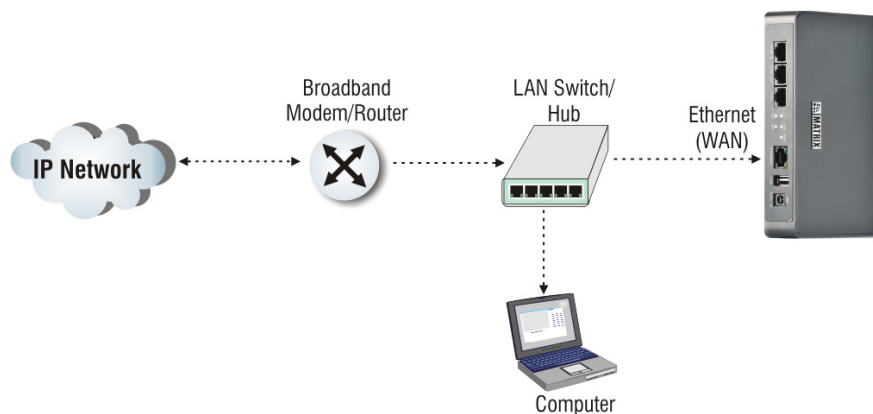 Broadband
Modem/Router
LAN Switch/
Hub
Ethernet
(WAN)
IP Network
MATRIX
Computer